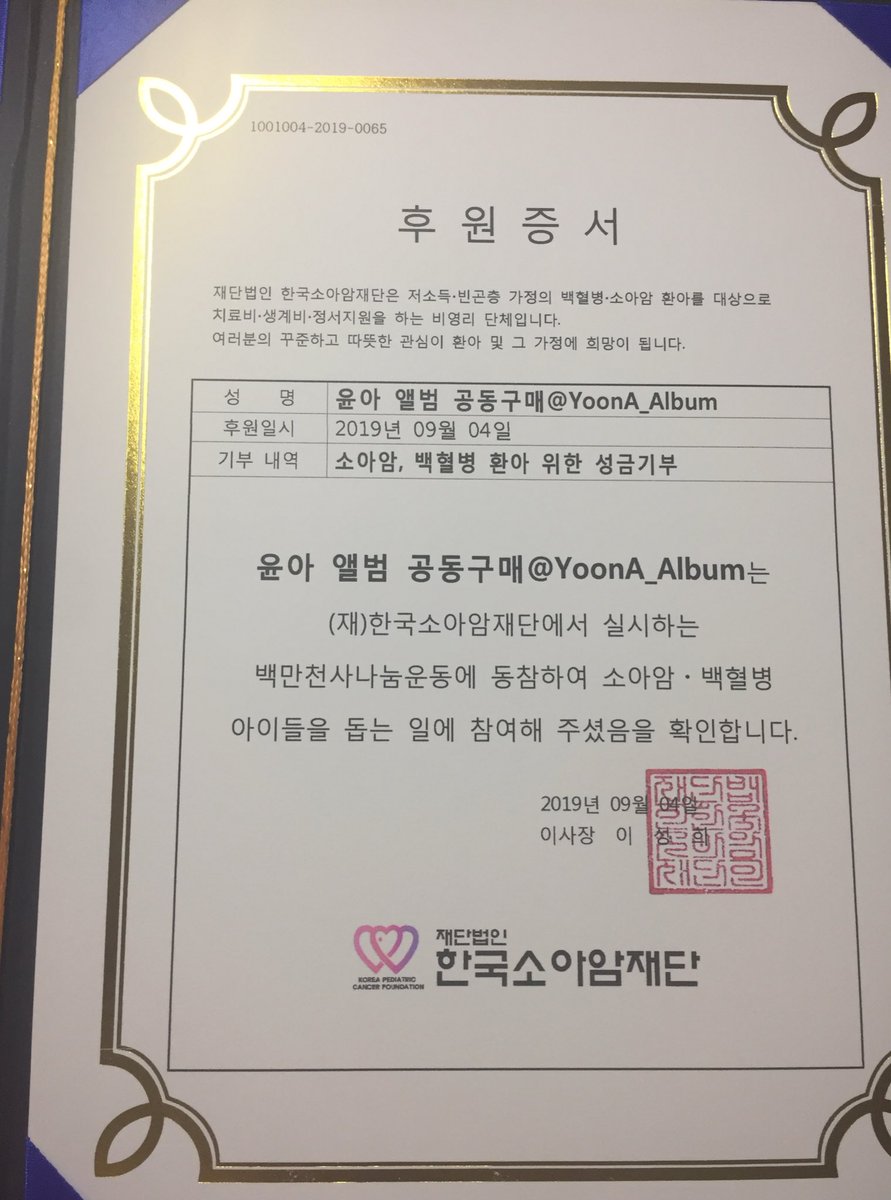 1001004-2019-0065
후 원 증 서
재단법인 한국소아암재단은 저소득·빈곤층 가정의 백혈병·소아암 환아를 대상으로
치료비·생계비·정서지원을 하는 비영리 단체입니다.
여러분의 꾸준하고 따뜻한 관심이 환아 및 그 가정에 희망이 됩니다.
성 명 윤아 앨범 공동구매@YoonA_Album
후원일시 2019년 09월 04일
기부 내역 소아암, 백혈병 환아 위한 성금기부
윤아 앨범 공동구매@YoonA_Album는
(재)한국소아암재단에서 실시하는
백만천사나눔운동에 동참하여 소아암·백혈병
아이들을 돕는 일에 참여해 주셨음을 확인합니다.
2019년 09월 04일
이사장 이 성 희
재단법인
한국소아암재단
KOREA PEDIATRIC
CANCER FOUNDATION